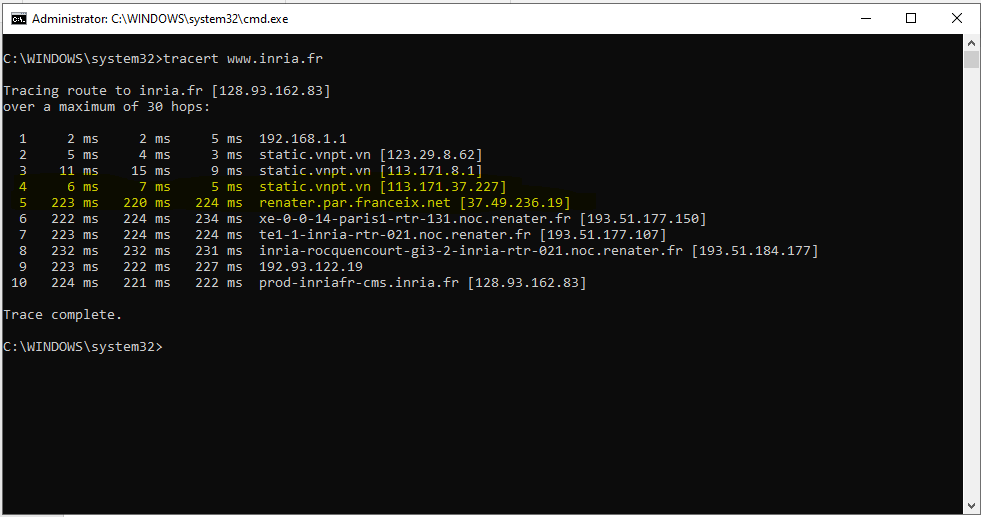 Administrator: C:\WINDOWS\system32\cmd.exe
C:\WINDOWS\system32>tracert www.inria.fr
Tracing route to inria.fr [128.93.162.83]
over a maximum of 30 hops:
1 2 ms 2 ms 5 ms 192.168.1.1
2 5 ms 4 ms 3 ms static.vnpt.vn [123.29.8.62]
3 11 ms 15 ms 9 ms static.vnpt.vn [113.171.8.1]
4 6 ms 7 ms 5 ms static.vnpt.vn [113.171.37.227]
5 223 ms 220 ms 224 ms renater.par.franceix.net [37.49.236.19]
6 222 ms 224 ms 234 ms xe-0-0-14-paris1-rtr-131.noc.renater.fr [193.51.177.150]
7 223 ms 224 ms 224 ms te1-1-inria-rtr-021.noc.renater.fr [193.51.177.107]
8 232 ms 232 ms 231 ms inria-rocquencourt-gi3-2-inria-rtr-021.noc.renater.fr [193.51.184.177]
9 223 ms 222 ms 227 ms 192.93.122.19
10 224 ms 221 ms 222 ms prod-inriafr-cms.inria.fr [128.93.162.83]
Trace complete.
C:\WINDOWS\system32>